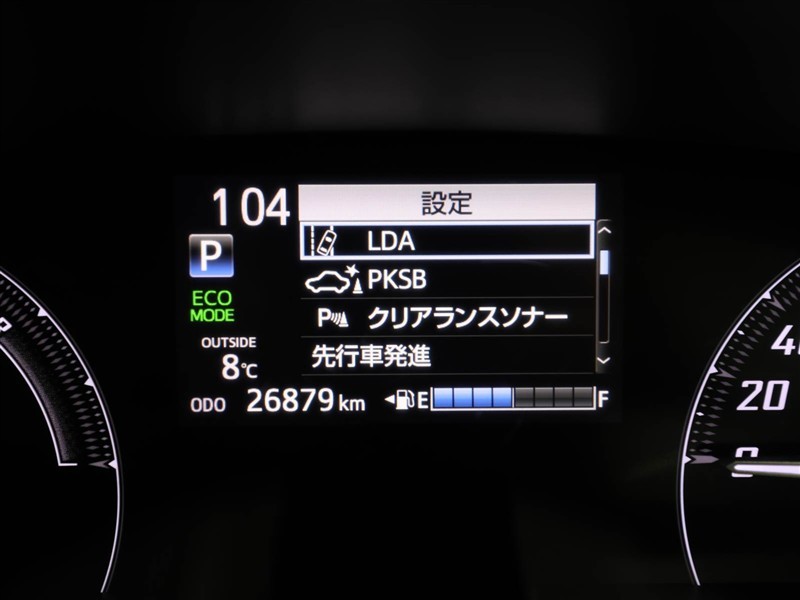 104
設定
P
LDA
PKSB
P クリアランスソナー
先行車発進
ECO
MODE
OUTSIDE
8℃
ODO 26879 km
E F
20
0